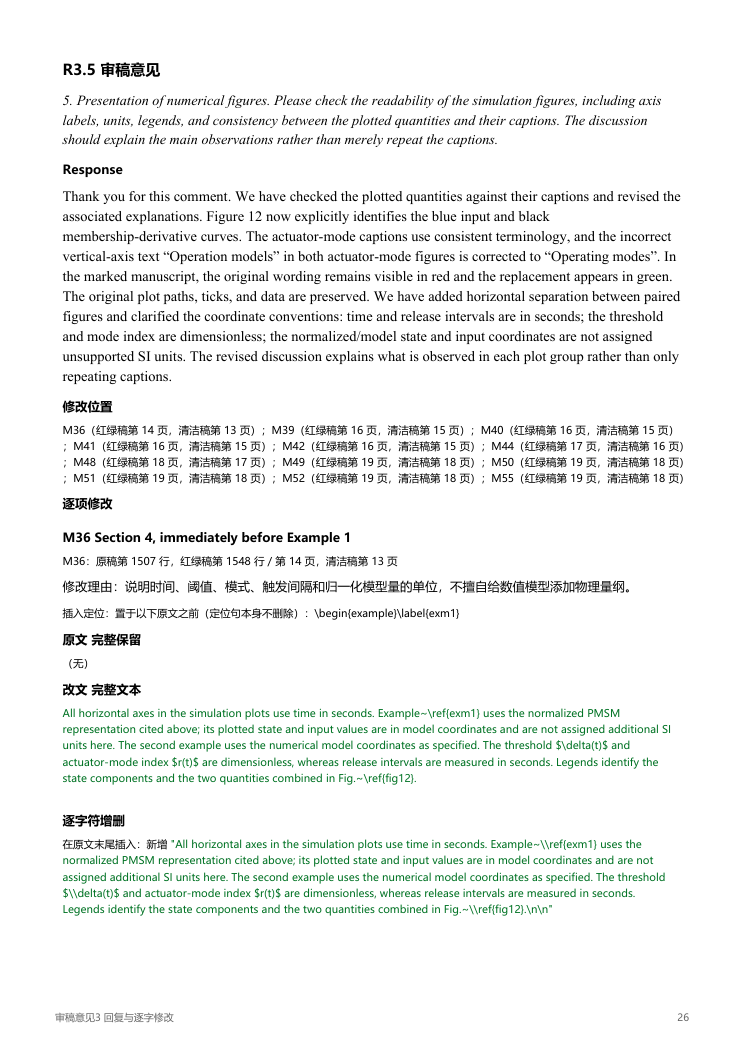 R3.5 审稿意见
5. Presentation of numerical figures. Please check the readability of the simulation figures, including axis
labels, units, legends, and consistency between the plotted quantities and their captions. The discussion
should explain the main observations rather than merely repeat the captions.
Response
Thank you for this comment. We have checked the plotted quantities against their captions and revised the
associated explanations. Figure 12 now explicitly identifies the blue input and black
membership-derivative curves. The actuator-mode captions use consistent terminology, and the incorrect
vertical-axis text “Operation models” in both actuator-mode figures is corrected to “Operating modes”. In
the marked manuscript, the original wording remains visible in red and the replacement appears in green.
The original plot paths, ticks, and data are preserved. We have added horizontal separation between paired
figures and clarified the coordinate conventions: time and release intervals are in seconds; the threshold
and mode index are dimensionless; the normalized/model state and input coordinates are not assigned
unsupported SI units. The revised discussion explains what is observed in each plot group rather than only
repeating captions.
修改位置
M36（红绿稿第 14 页，清洁稿第 13 页）；M39（红绿稿第 16 页，清洁稿第 15 页）；M40（红绿稿第 16 页，清洁稿第 15 页）
；M41（红绿稿第 16 页，清洁稿第 15 页）；M42（红绿稿第 16 页，清洁稿第 15 页）；M44（红绿稿第 17 页，清洁稿第 16 页）
；M48（红绿稿第 18 页，清洁稿第 17 页）；M49（红绿稿第 19 页，清洁稿第 18 页）；M50（红绿稿第 19 页，清洁稿第 18 页）
；M51（红绿稿第 19 页，清洁稿第 18 页）；M52（红绿稿第 19 页，清洁稿第 18 页）；M55（红绿稿第 19 页，清洁稿第 18 页）
逐项修改
M36 Section 4, immediately before Example 1
M36：原稿第 1507 行，红绿稿第 1548 行 / 第 14 页，清洁稿第 13 页
修改理由：说明时间、阈值、模式、触发间隔和归一化模型量的单位，不擅自给数值模型添加物理量纲。
插入定位：置于以下原文之前（定位句本身不删除）：\begin{example}\label{exm1}
原文 完整保留
（无）
改文 完整文本
All horizontal axes in the simulation plots use time in seconds. Example~\ref{exm1} uses the normalized PMSM
representation cited above; its plotted state and input values are in model coordinates and are not assigned additional SI
units here. The second example uses the numerical model coordinates as specified. The threshold $\delta(t)$ and
actuator-mode index $r(t)$ are dimensionless, whereas release intervals are measured in seconds. Legends identify the
state components and the two quantities combined in Fig.~\ref{fig12}.
逐字符增删
在原文末尾插入：新增 "All horizontal axes in the simulation plots use time in seconds. Example~\\ref{exm1} uses the
normalized PMSM representation cited above; its plotted state and input values are in model coordinates and are not
assigned additional SI units here. The second example uses the numerical model coordinates as specified. The threshold
$\\delta(t)$ and actuator-mode index $r(t)$ are dimensionless, whereas release intervals are measured in seconds.
Legends identify the state components and the two quantities combined in Fig.~\\ref{fig12}.\n\n"
审稿意见3 回复与逐字修改
26